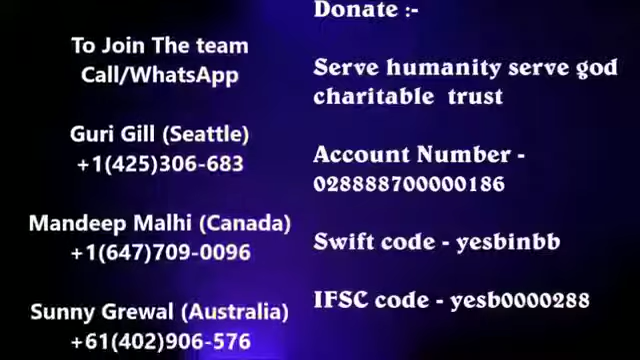 To Join The team
Call/WhatsApp
Guri Gill (Seattle)
+1(425)306-683
Mandeep Malhi (Canada)
+1(647)709-0096
Sunny Grewal (Australia)
+61(402)906-576
Donate :-
Serve humanity serve god
charitable trust
Account Number -
028888700000186
Swift code - yesbinbb
IFSC code - yesb0000288